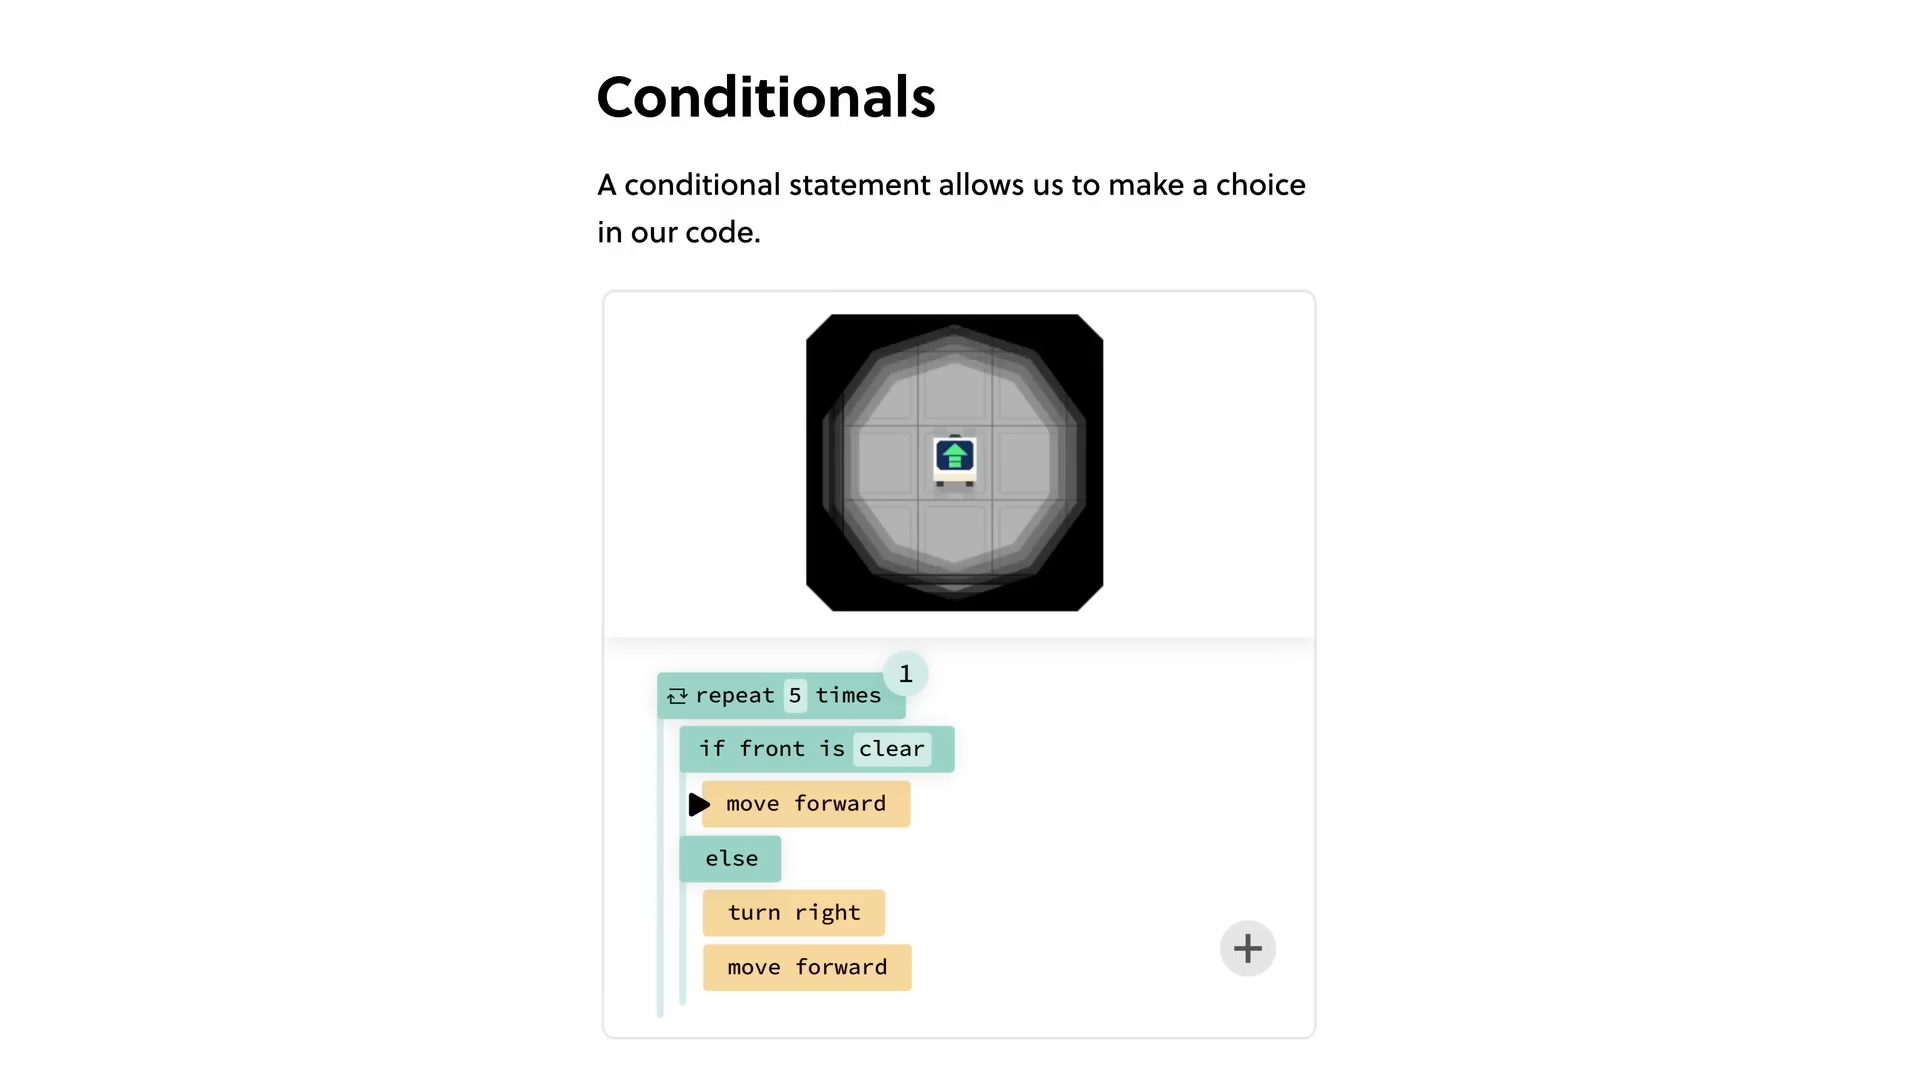 Conditionals
A conditional statement allows us to make a choice
in our code.
1
repeat 5 times
if front is clear
move forward
else
turn right
move forward